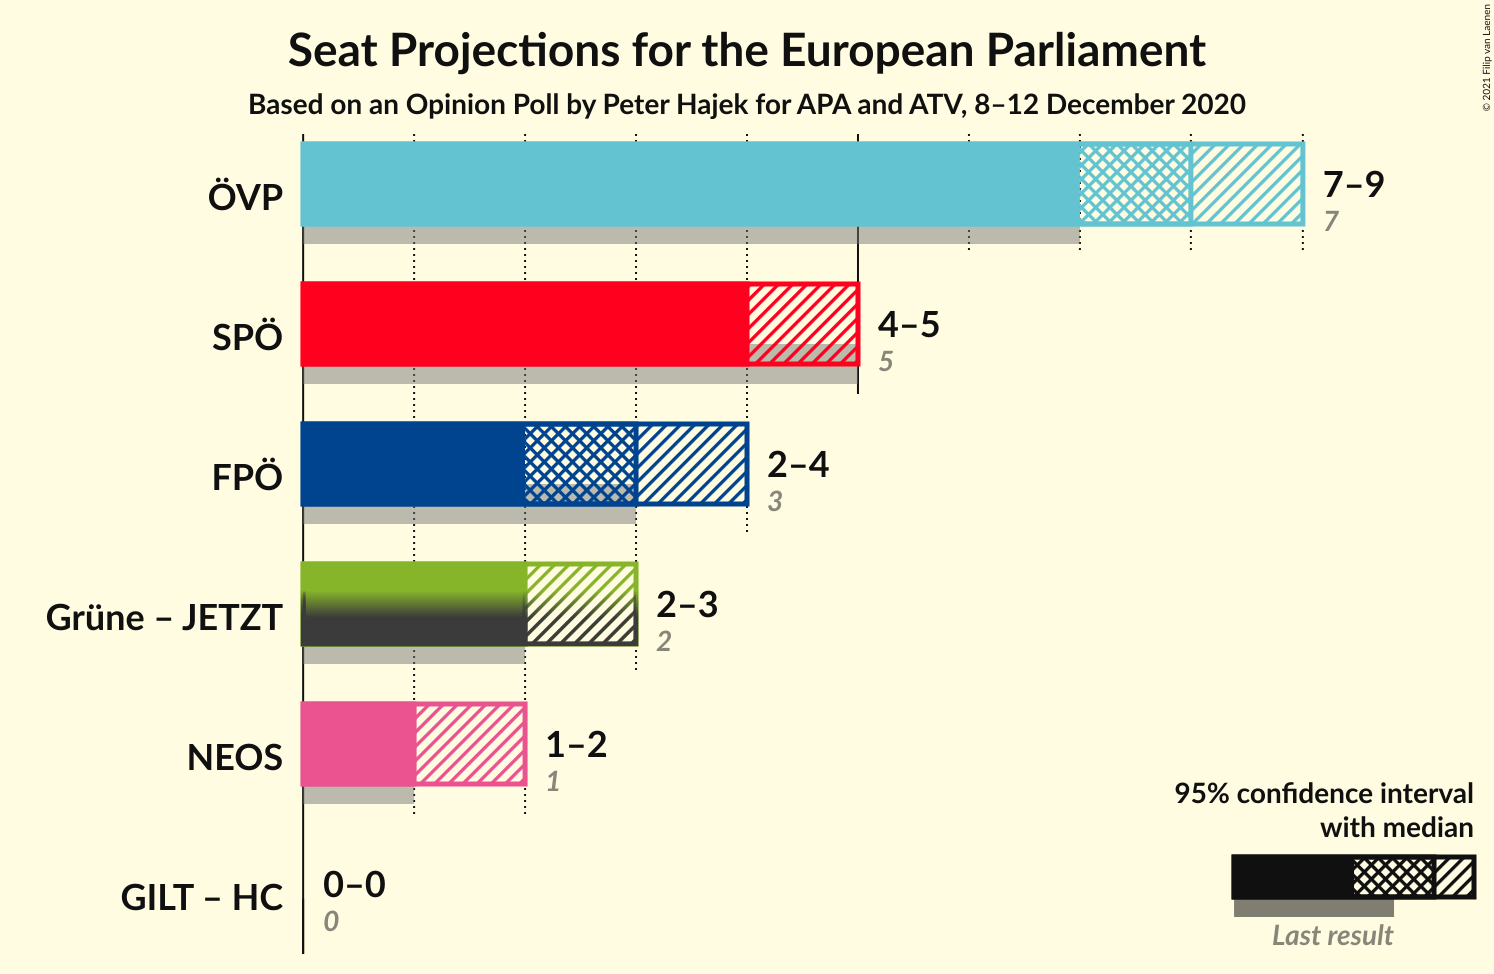 Seat Projections for the European Parliament
Based on an Opinion Poll by Peter Hajek for APA and ATV, 8–12 December 2020
© 2021 Filip van Laenen
ÖVP
7–9
7
SPÖ
4–5
5
FPÖ
2–4
3
Grüne – JETZT
2–3
2
NEOS
1–2
1
GILT – HC
0–0
0
95% confidence interval
with median
Last result